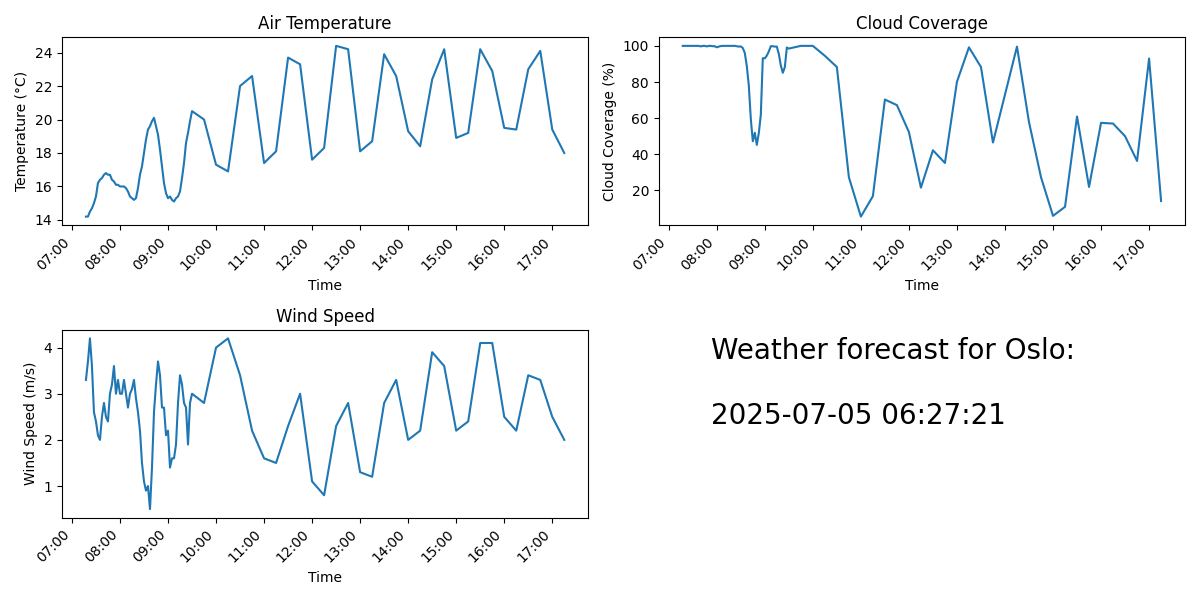 Air Temperature
Temperature (°C)
24
22
20
18
16
14
07:00 08:00 09:00 10:00 11:00 12:00 13:00 14:00 15:00 16:00 17:00
Time
Cloud Coverage
Cloud Coverage (%)
100
80
60
40
20
07:00 08:00 09:00 10:00 11:00 12:00 13:00 14:00 15:00 16:00 17:00
Time
Wind Speed
Wind Speed (m/s)
4
3
2
1
07:00 08:00 09:00 10:00 11:00 12:00 13:00 14:00 15:00 16:00 17:00
Time
Weather forecast for Oslo:
2025-07-05 06:27:21